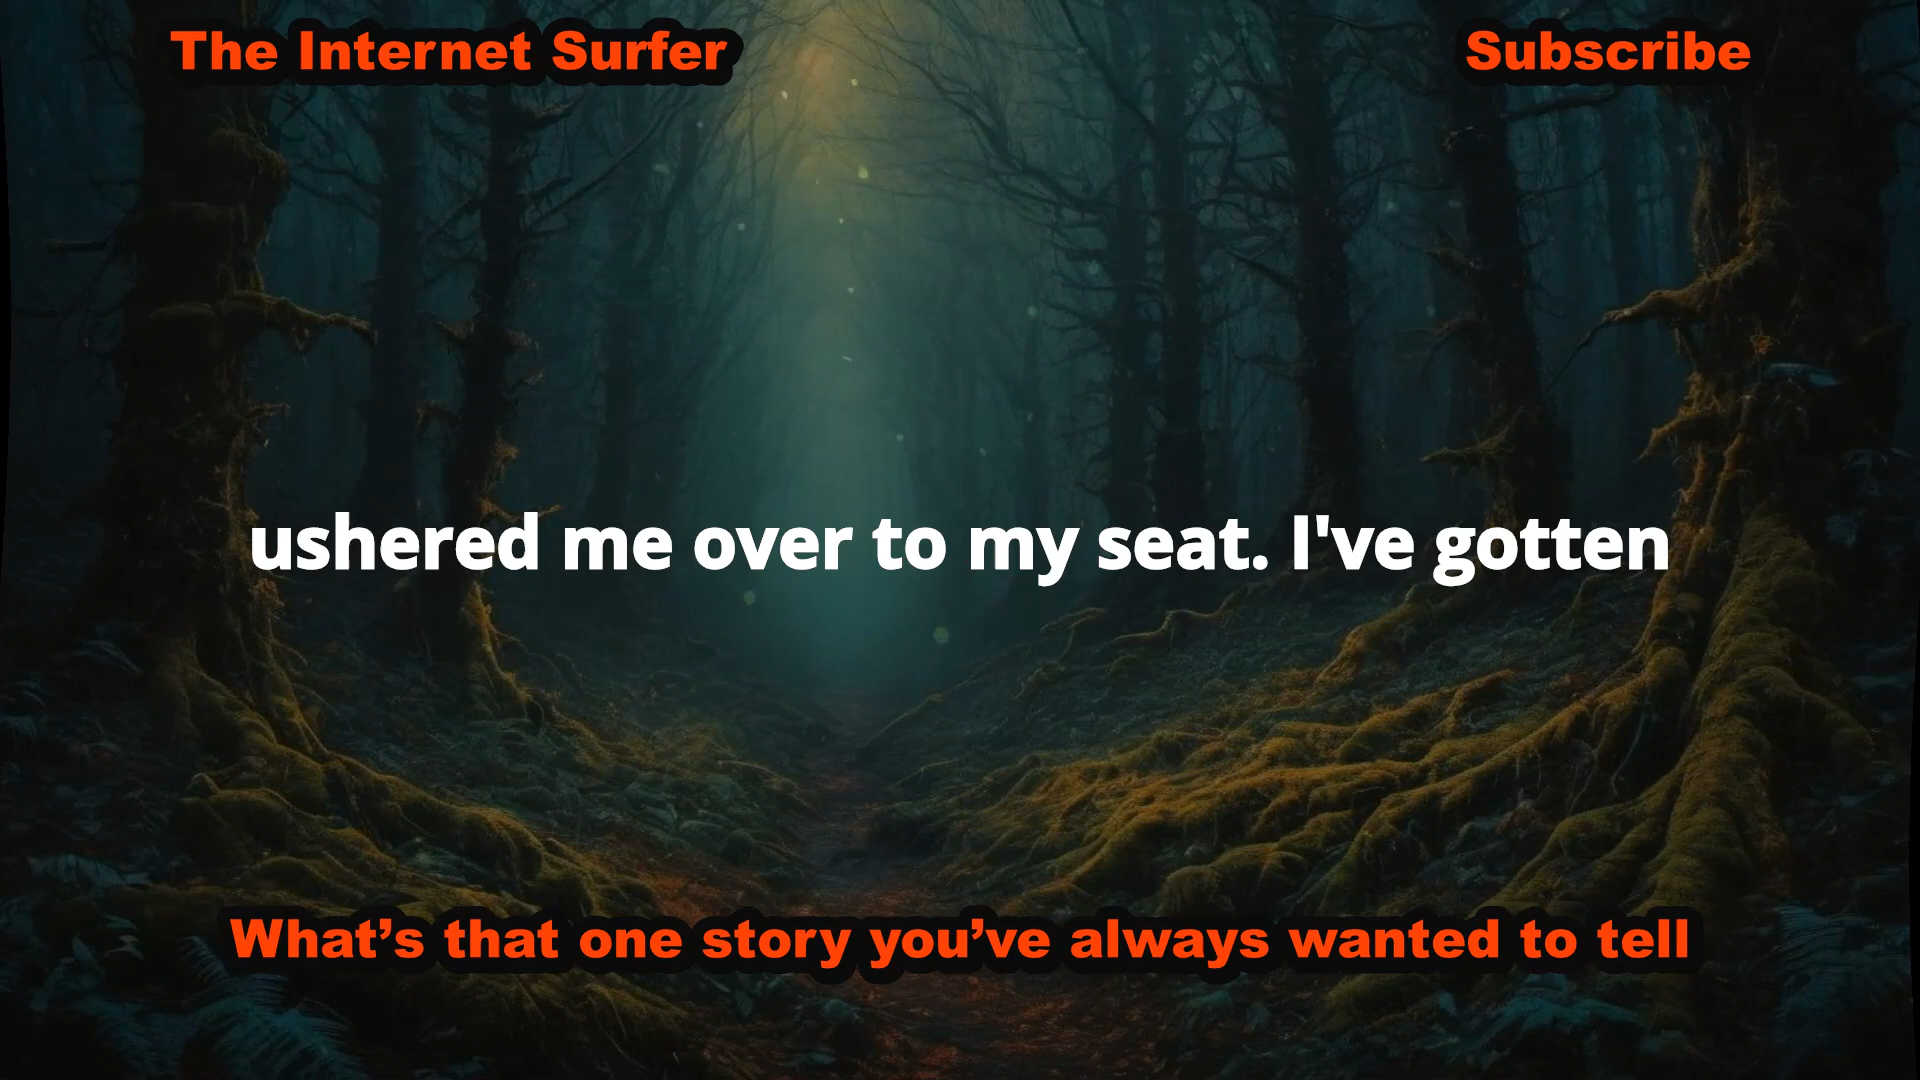 The Internet Surfer
Subscribe
ushered me over to my seat. I've gotten
What’s that one story you’ve always wanted to tell